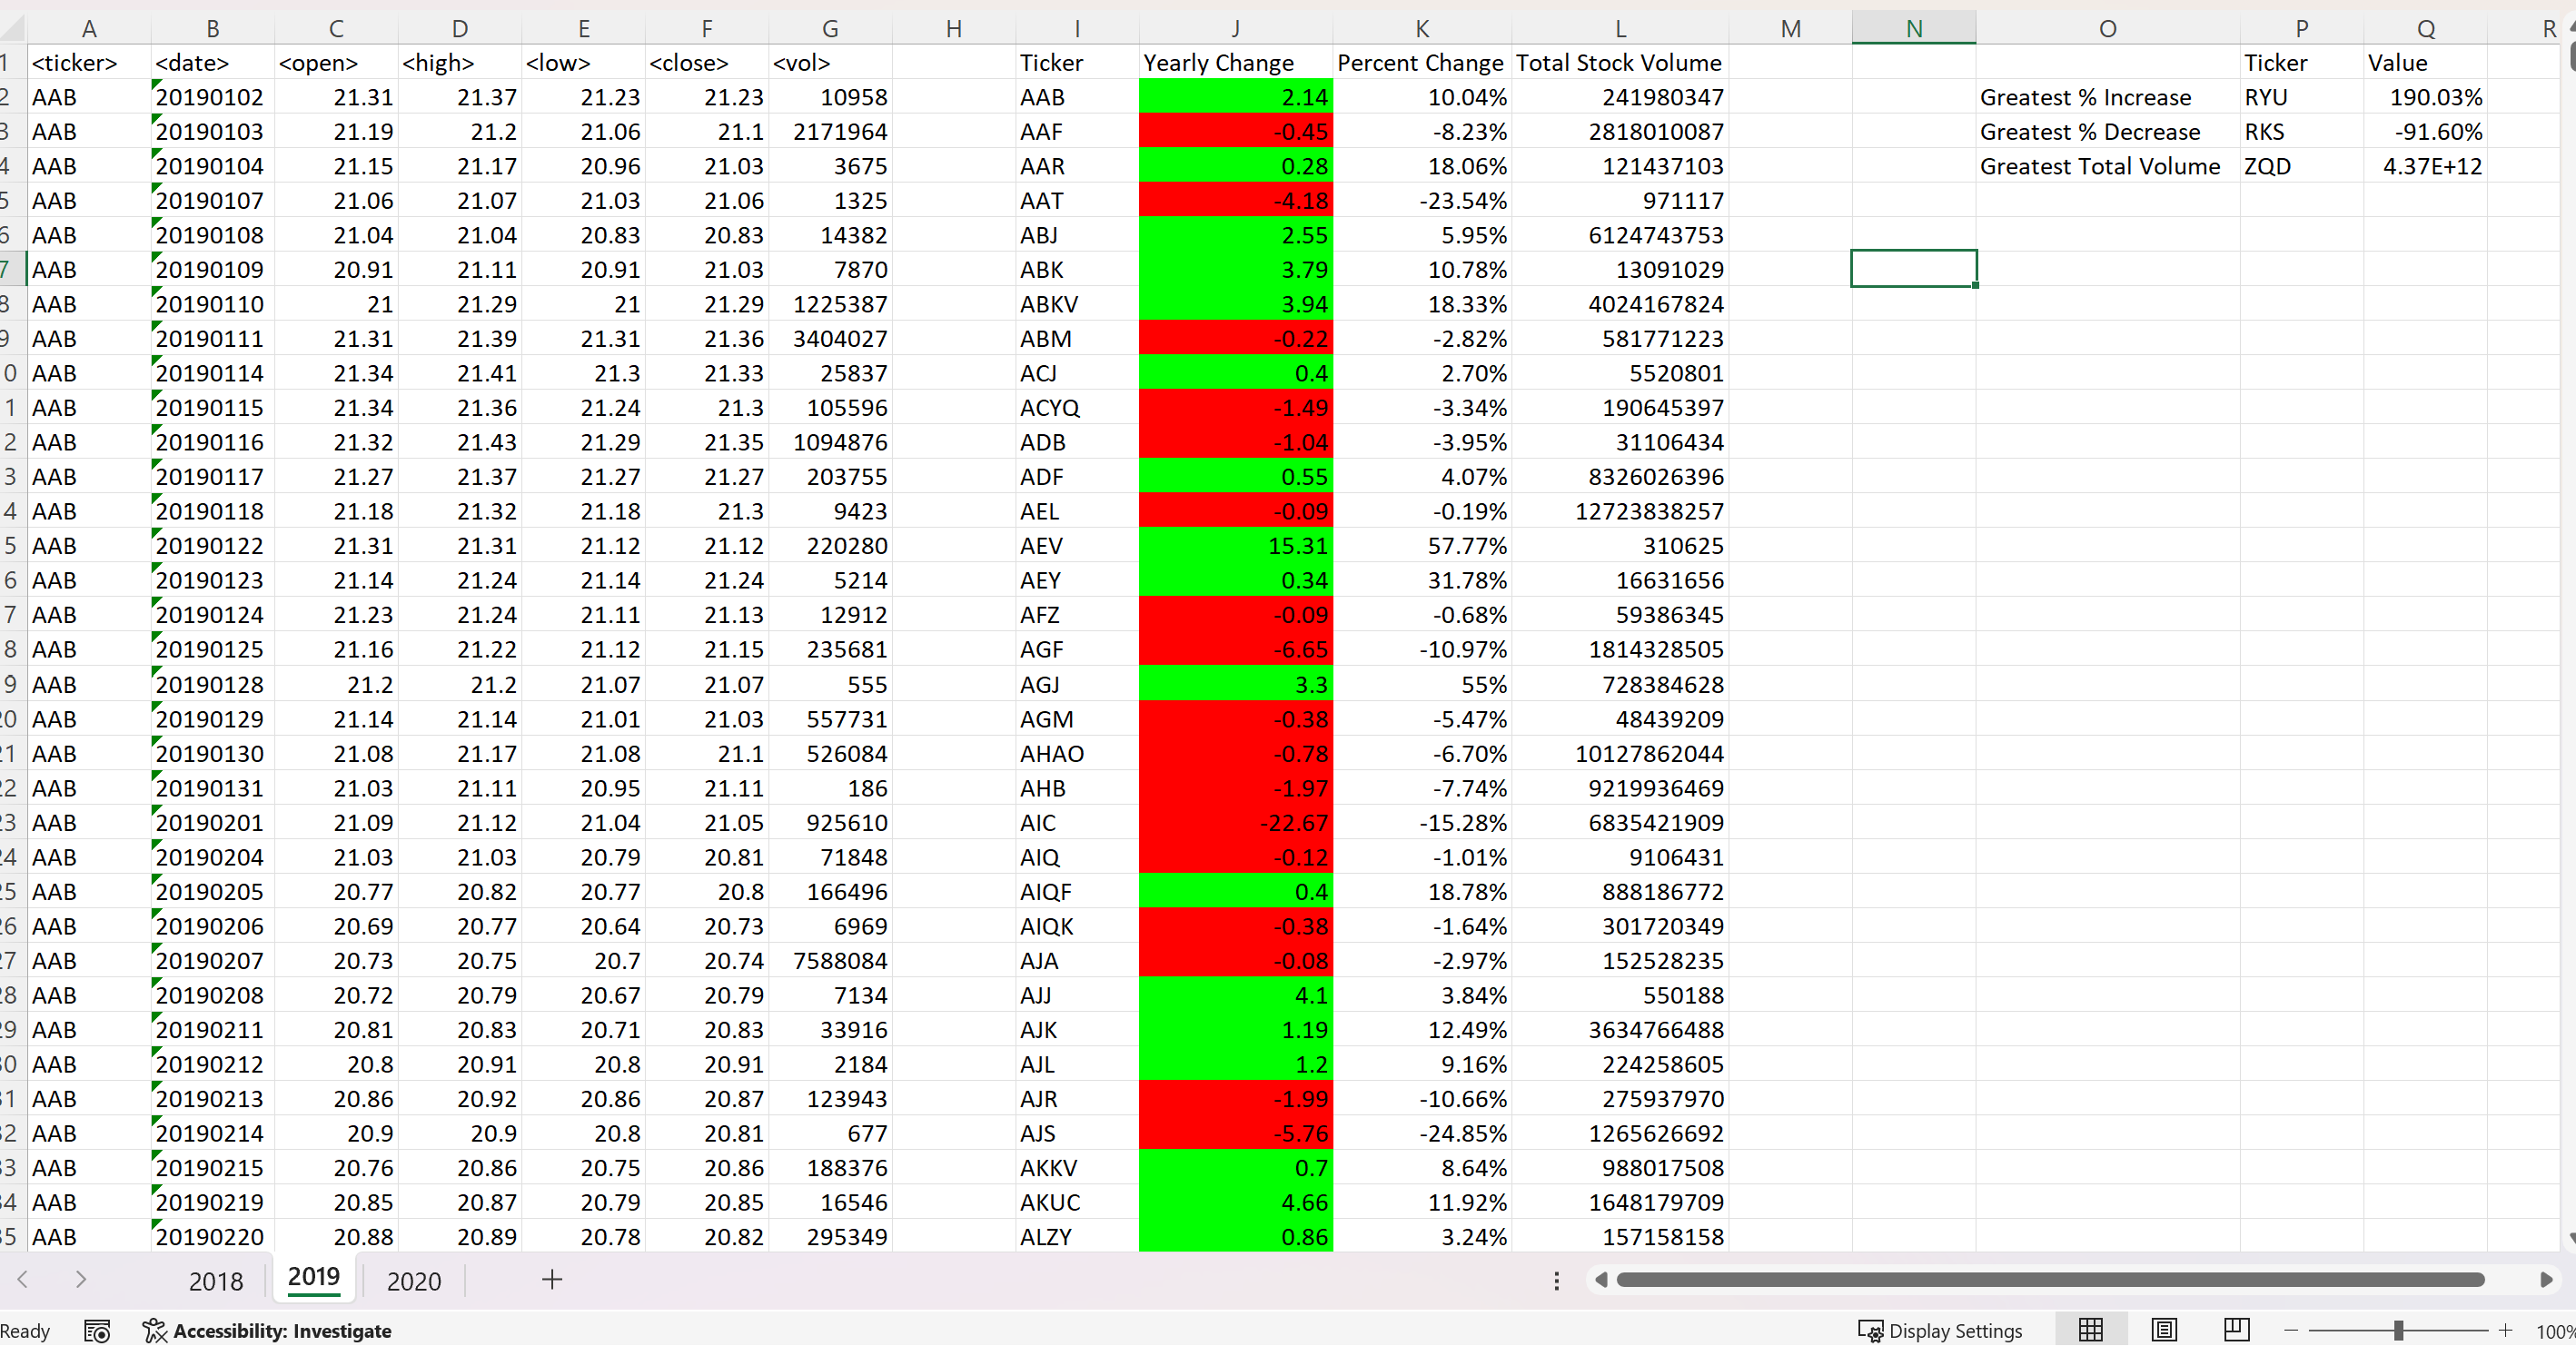 A B C D E F G H I J K L M N O P Q R
1 <ticker> <date> <open> <high> <low> <close> <vol> Ticker Yearly Change Percent Change Total Stock Volume Ticker Value
2 AAB 20190102 21.31 21.37 21.23 21.23 10958 AAB 2.14 10.04% 241980347 Greatest % Increase RYU 190.03%
3 AAB 20190103 21.19 21.2 21.06 21.1 2171964 AAF -0.45 -8.23% 2818010087 Greatest % Decrease RKS -91.60%
4 AAB 20190104 21.15 21.17 20.96 21.03 3675 AAR 0.28 18.06% 121437103 Greatest Total Volume ZQD 4.37E+12
5 AAB 20190107 21.06 21.07 21.03 21.06 1325 AAT -4.18 -23.54% 971117
6 AAB 20190108 21.04 21.04 20.83 20.83 14382 ABJ 2.55 5.95% 6124743753
7 AAB 20190109 20.91 21.11 20.91 21.03 7870 ABK 3.79 10.78% 13091029
8 AAB 20190110 21 21.29 21 21.29 1225387 ABKV 3.94 18.33% 4024167824
9 AAB 20190111 21.31 21.39 21.31 21.36 3404027 ABM -0.22 -2.82% 581771223
0 AAB 20190114 21.34 21.41 21.3 21.33 25837 ACJ 0.4 2.70% 5520801
1 AAB 20190115 21.34 21.36 21.24 21.3 105596 ACYQ -1.49 -3.34% 190645397
2 AAB 20190116 21.32 21.43 21.29 21.35 1094876 ADB -1.04 -3.95% 31106434
3 AAB 20190117 21.27 21.37 21.27 21.27 203755 ADF 0.55 4.07% 8326026396
4 AAB 20190118 21.18 21.32 21.18 21.3 9423 AEL -0.09 -0.19% 12723838257
5 AAB 20190122 21.31 21.31 21.12 21.12 220280 AEV 15.31 57.77% 310625
6 AAB 20190123 21.14 21.24 21.14 21.24 5214 AEY 0.34 31.78% 16631656
7 AAB 20190124 21.23 21.24 21.11 21.13 12912 AFZ -0.09 -0.68% 59386345
8 AAB 20190125 21.16 21.22 21.12 21.15 235681 AGF -6.65 -10.97% 1814328505
9 AAB 20190128 21.2 21.2 21.07 21.07 555 AGJ 3.3 55% 728384628
20 AAB 20190129 21.14 21.14 21.01 21.03 557731 AGM -0.38 -5.47% 48439209
21 AAB 20190130 21.08 21.17 21.08 21.1 526084 AHAO -0.78 -6.70% 10127862044
22 AAB 20190131 21.03 21.11 20.95 21.11 186 AHB -1.97 -7.74% 9219936469
23 AAB 20190201 21.09 21.12 21.04 21.05 925610 AIC -22.67 -15.28% 6835421909
24 AAB 20190204 21.03 21.03 20.79 20.81 71848 AIQ -0.12 -1.01% 9106431
25 AAB 20190205 20.77 20.82 20.77 20.8 166496 AIQF 0.4 18.78% 888186772
26 AAB 20190206 20.69 20.77 20.64 20.73 6969 AIQK -0.38 -1.64% 301720349
27 AAB 20190207 20.73 20.75 20.7 20.74 7588084 AJA -0.08 -2.97% 152528235
28 AAB 20190208 20.72 20.79 20.67 20.79 7134 AJJ 4.1 3.84% 550188
29 AAB 20190211 20.81 20.83 20.71 20.83 33916 AJK 1.19 12.49% 3634766488
30 AAB 20190212 20.8 20.91 20.8 20.91 2184 AJL 1.2 9.16% 224258605
31 AAB 20190213 20.86 20.92 20.86 20.87 123943 AJR -1.99 -10.66% 275937970
32 AAB 20190214 20.9 20.9 20.8 20.81 677 AJS -5.76 -24.85% 1265626692
33 AAB 20190215 20.76 20.86 20.75 20.86 188376 AKKV 0.7 8.64% 988017508
34 AAB 20190219 20.85 20.87 20.79 20.85 16546 AKUC 4.66 11.92% 1648179709
35 AAB 20190220 20.88 20.89 20.78 20.82 295349 ALZY 0.86 3.24% 157158158
2018 2019 2020
Ready Accessibility: Investigate Display Settings 100%